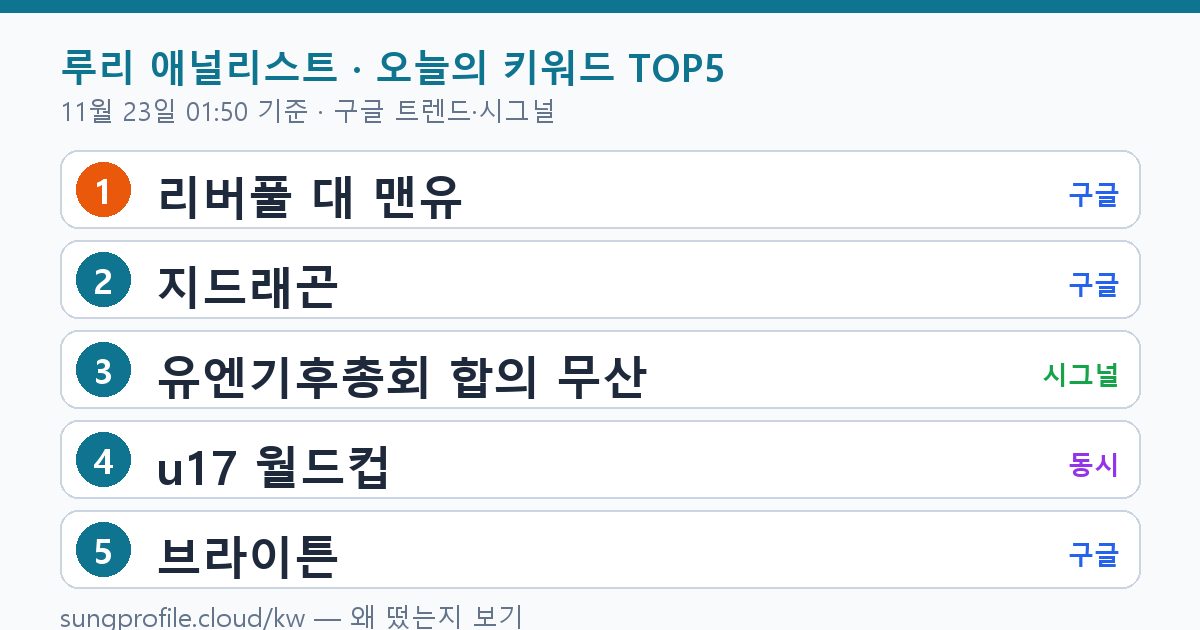 루리 애널리스트 · 오늘의 키워드 TOP5
11월 23일 01:50 기준 · 구글 트렌드·시그널
1 리버풀 대 맨유 구글
2 지드래곤 구글
3 유엔기후총회 합의 무산 시그널
4 u17 월드컵 동시
5 브라이튼 구글
sungprofile.cloud/kw — 왜 떴는지 보기